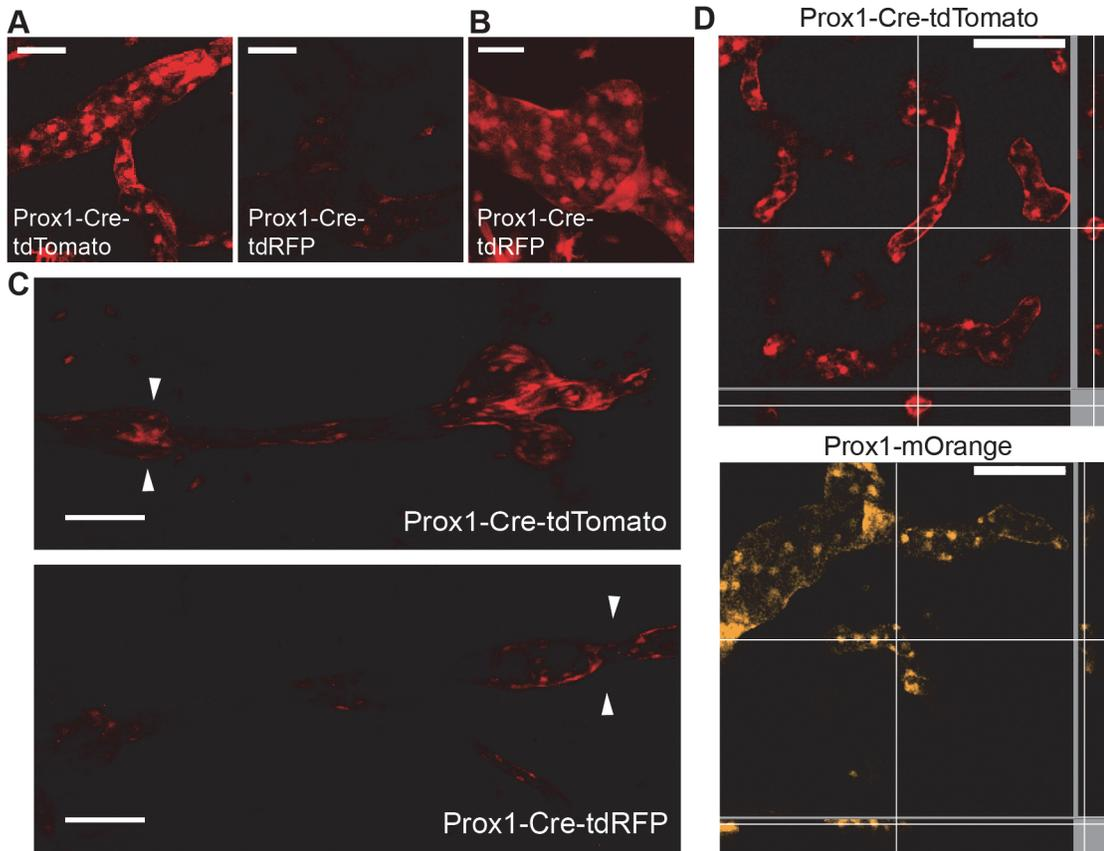 A
B
D
Prox1-Cre-tdTomato
Prox1-Cre-
tdTomato
Prox1-Cre-
tdRFP
Prox1-Cre-
tdRFP
C
Prox1-Cre-tdTomato
Prox1-mOrange
Prox1-Cre-tdRFP